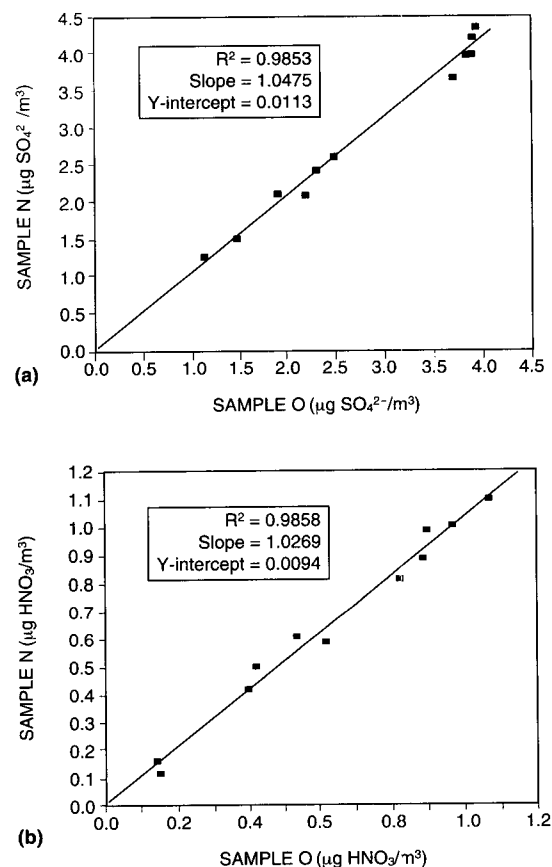 4.5
4.0
3.5
3.0
2.5
2.0
1.5
1.0
0.5
0.0
SAMPLE N (μg SO₄² /m³)
R² = 0.9853
Slope = 1.0475
Y-intercept = 0.0113
0.0 0.5 1.0 1.5 2.0 2.5 3.0 3.5 4.0 4.5
(a)
SAMPLE O (μg SO₄²⁻/m³)
1.2
1.1
1.0
0.9
0.8
0.7
0.6
0.5
0.4
0.3
0.2
0.1
0.0
SAMPLE N (μg HNO₃/m³)
R² = 0.9858
Slope = 1.0269
Y-intercept = 0.0094
0.0 0.2 0.4 0.6 0.8 1.0 1.2
(b)
SAMPLE O (μg HNO₃/m³)